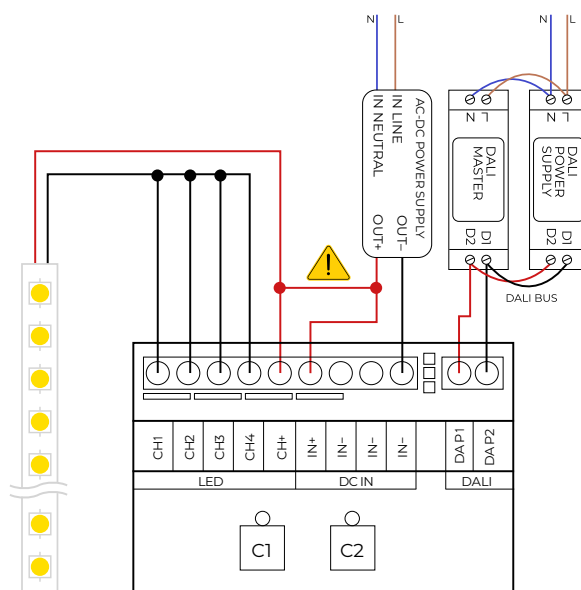 N L
N L
IN NEUTRAL
IN LINE
AC-DC POWER SUPPLY
OUT+
OUT−
N L
DALI
MASTER
D2 D1
N L
DALI
POWER
SUPPLY
D2 D1
DALI BUS
!
CH1
CH2
CH3
CH4
CH+
IN+
IN−
IN−
IN−
DA P1
DA P2
LED
DC IN
DALI
C1
C2